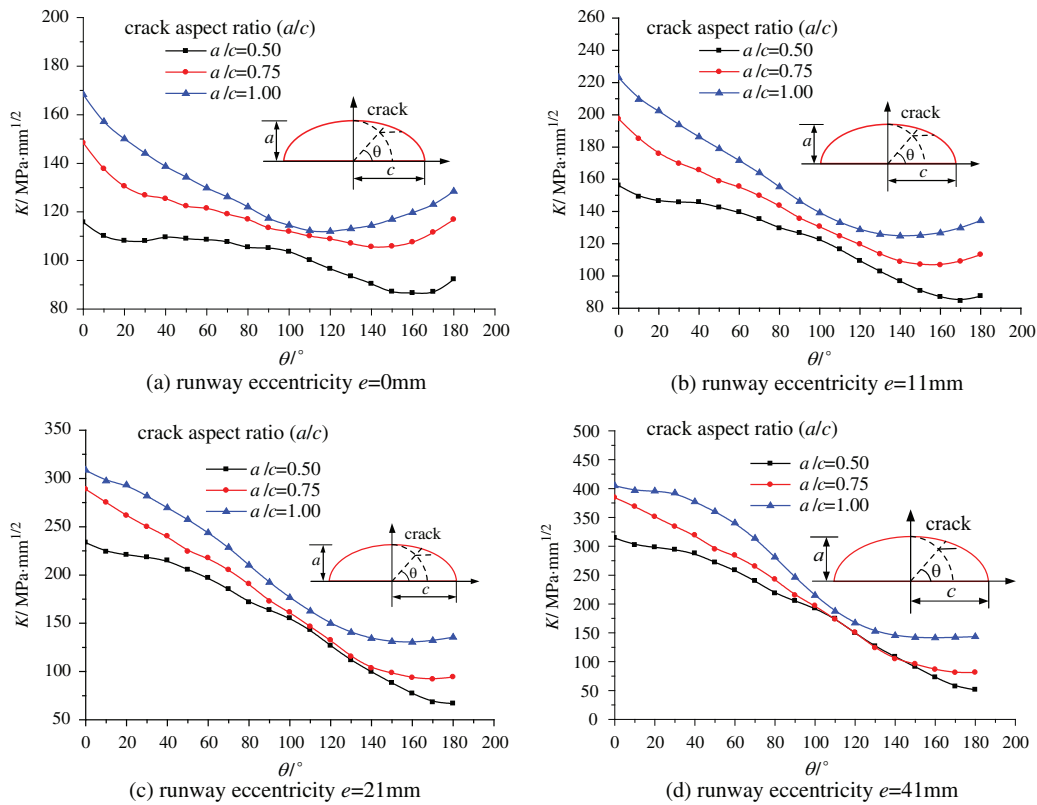 crack aspect ratio (a/c)
a/c=0.50
a/c=0.75
a/c=1.00
crack
a
θ
c
K/ MPa·mm1/2
200
180
160
140
120
100
80
0 20 40 60 80 100 120 140 160 180 200
θ/°
(a) runway eccentricity e=0mm
crack aspect ratio (a/c)
a/c=0.50
a/c=0.75
a/c=1.00
crack
a
θ
c
K/ MPa·mm1/2
260
240
220
200
180
160
140
120
100
80
0 20 40 60 80 100 120 140 160 180 200
θ/°
(b) runway eccentricity e=11mm
crack aspect ratio (a/c)
a/c=0.50
a/c=0.75
a/c=1.00
crack
a
θ
c
K/ MPa·mm1/2
350
300
250
200
150
100
50
0 20 40 60 80 100 120 140 160 180 200
θ/°
(c) runway eccentricity e=21mm
crack aspect ratio (a/c)
a/c=0.50
a/c=0.75
a/c=1.00
crack
a
θ
c
K/ MPa·mm1/2
500
450
400
350
300
250
200
150
100
50
0
0 20 40 60 80 100 120 140 160 180 200
θ/°
(d) runway eccentricity e=41mm